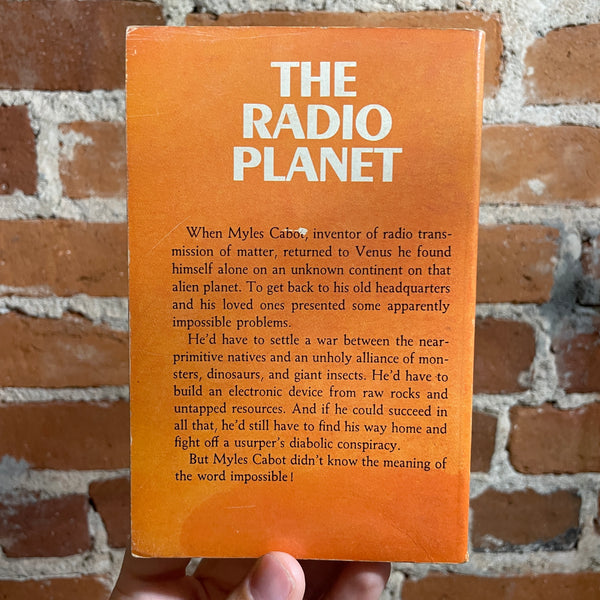 THE
RADIO
PLANET
When Myles Cabot, inventor of radio trans-
mission of matter, returned to Venus he found
himself alone on an unknown continent on that
alien planet. To get back to his old headquarters
and his loved ones presented some apparently
impossible problems.
He'd have to settle a war between the near-
primitive natives and an unholy alliance of mon-
sters, dinosaurs, and giant insects. He'd have to
build an electronic device from raw rocks and
untapped resources. And if he could succeed in
all that, he'd still have to find his way home and
fight off a usurper's diabolic conspiracy.
But Myles Cabot didn't know the meaning of
the word impossible!